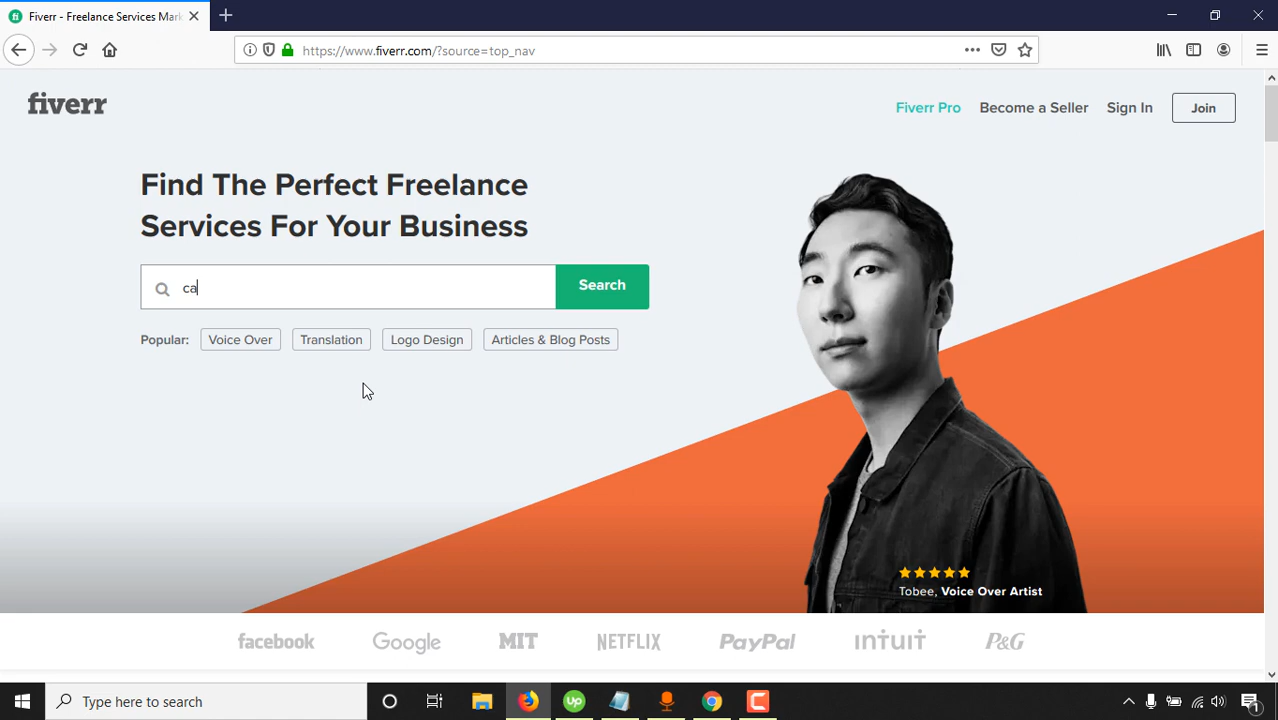 Fiverr - Freelance Services Mark
https://www.fiverr.com/?source=top_nav
fiverr
Fiverr Pro
Become a Seller
Sign In
Join
Find The Perfect Freelance
Services For Your Business
ca
Search
Popular:
Voice Over
Translation
Logo Design
Articles & Blog Posts
Tobee, Voice Over Artist
facebook
Google
MIT
NETFLIX
PayPal
intuit
P&G
Type here to search